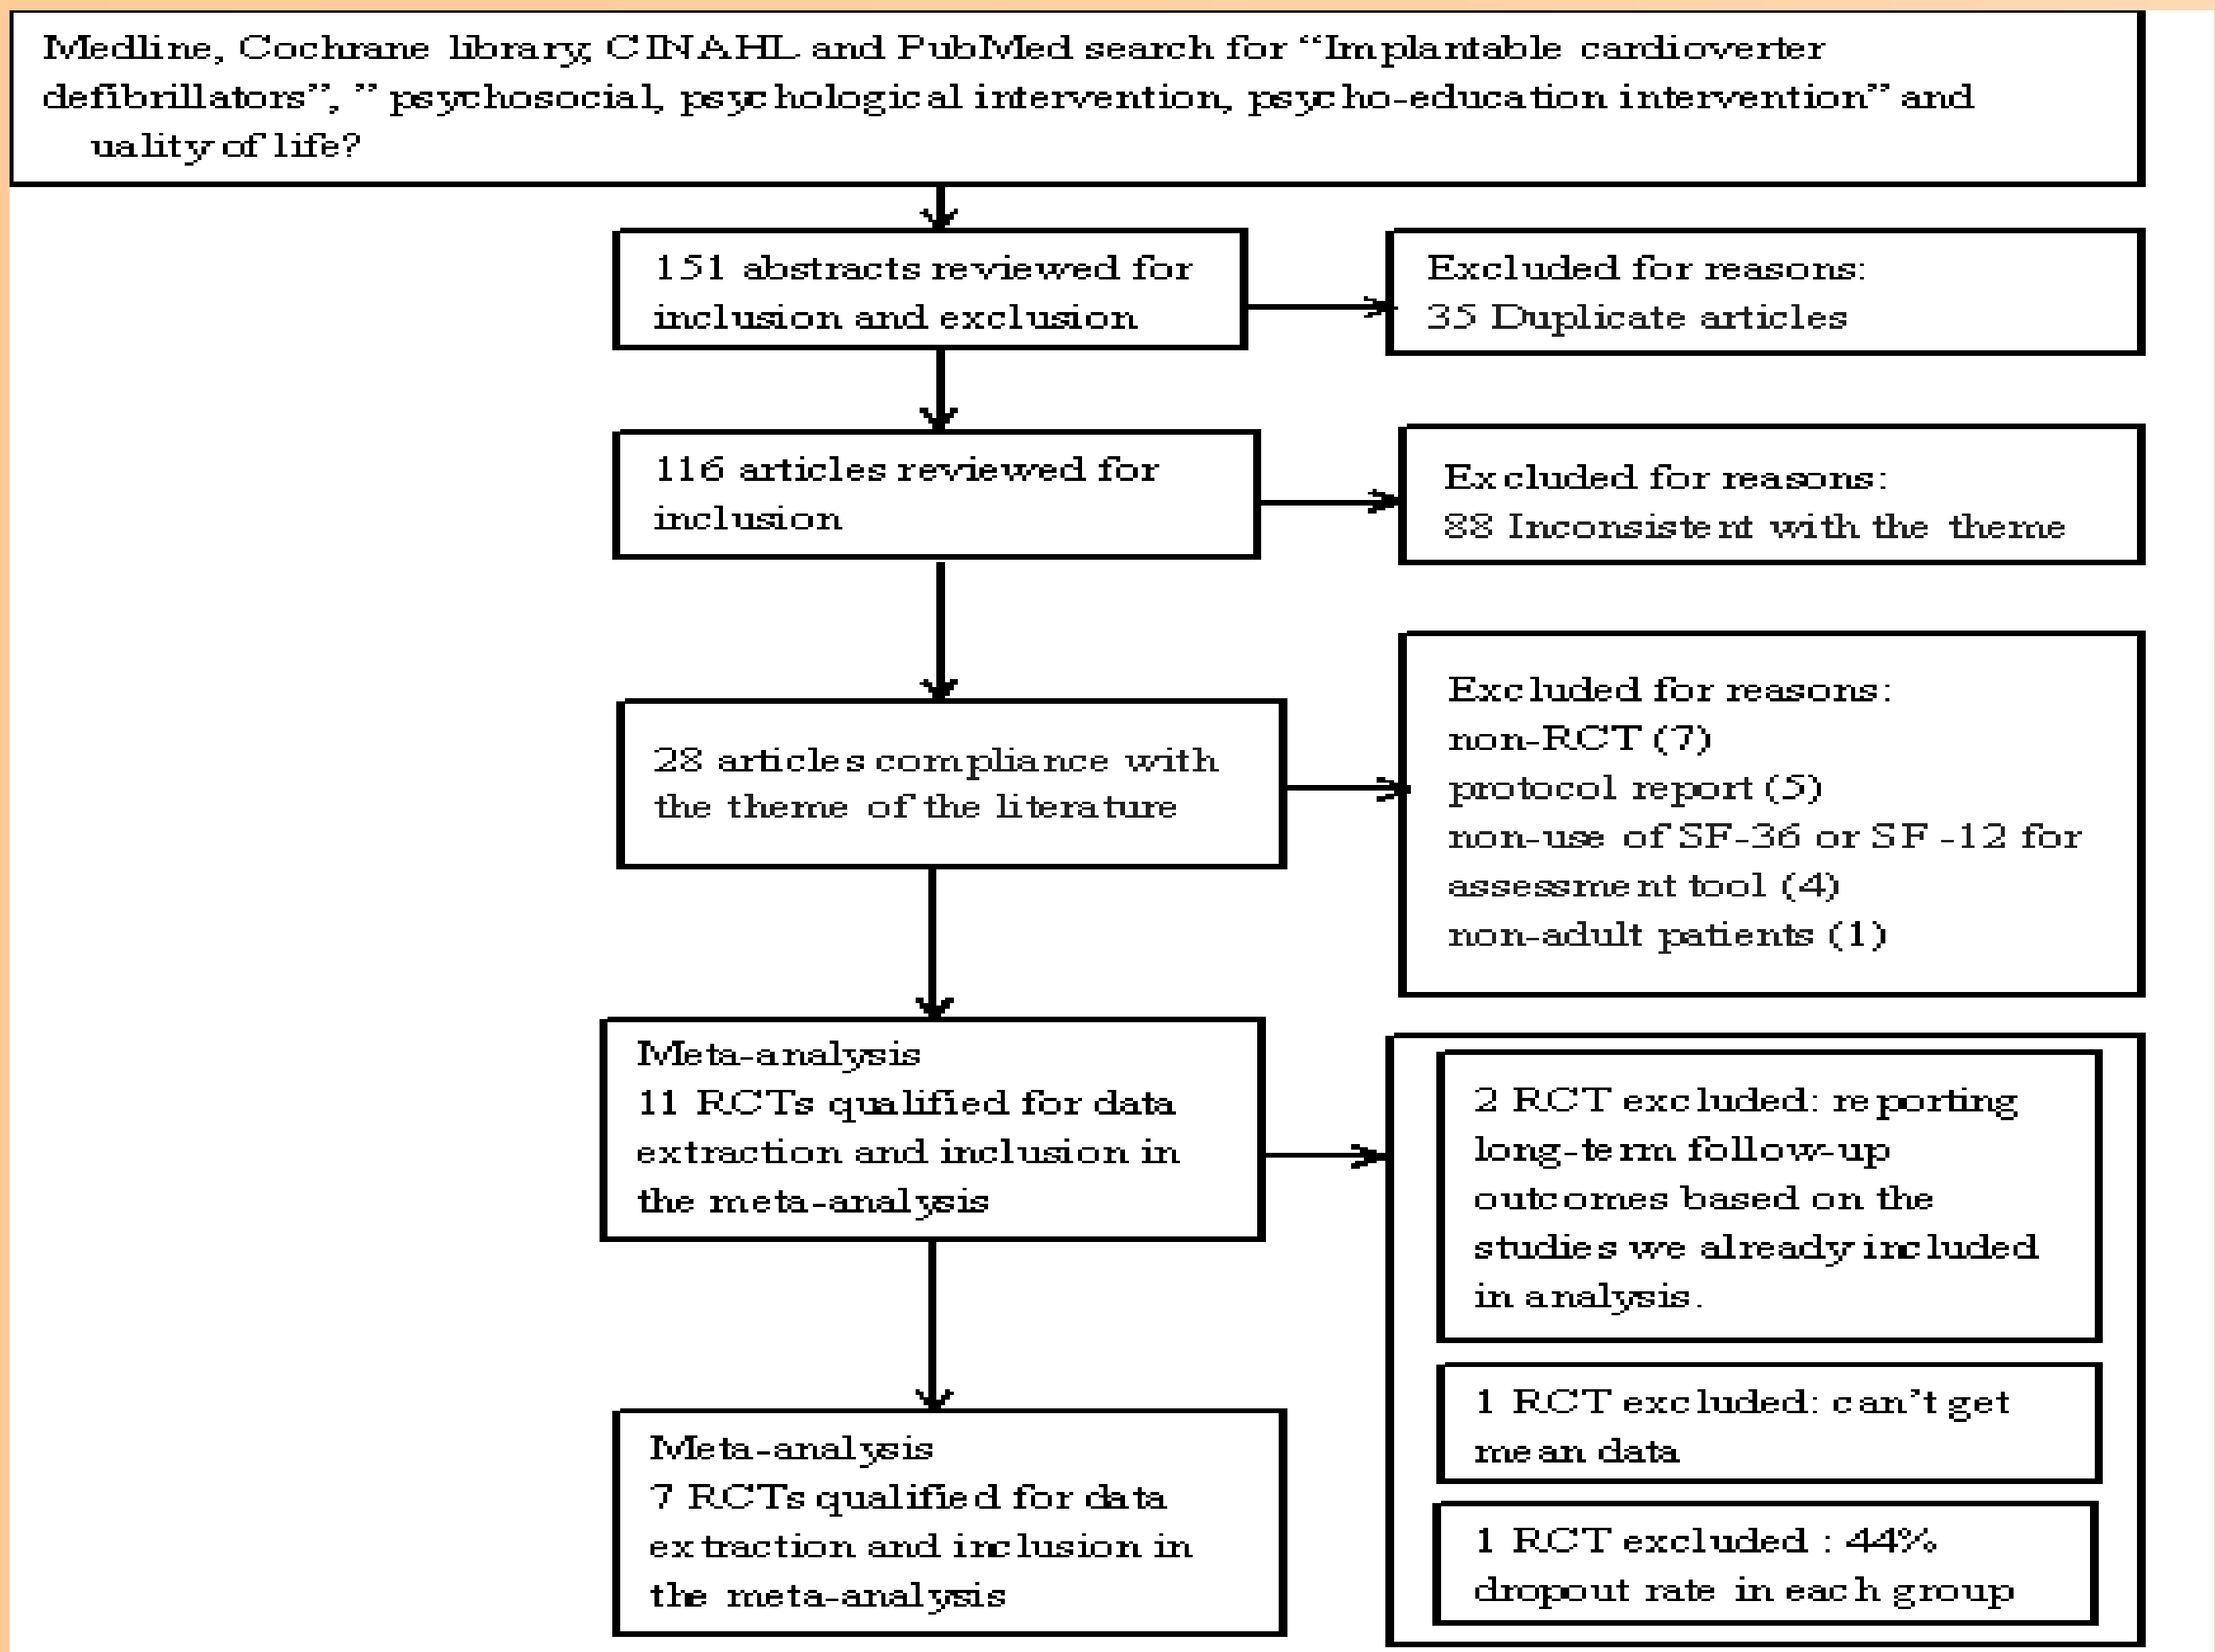 Medline, Cochrane library, CINAHL and PubMed search for “Implantable cardioverter
defibrillators”, ” psychosocial, psychological intervention, psycho-education intervention” and
uality of life?
151 abstracts reviewed for
inclusion and exclusion
Excluded for reasons:
35 Duplicate articles
116 articles reviewed for
inclusion
Excluded for reasons:
88 Inconsistent with the theme
28 articles compliance with
the theme of the literature
Excluded for reasons:
non-RCT (7)
protocol report (5)
non-use of SF-36 or SF -12 for
assessment tool (4)
non-adult patients (1)
Meta-analysis
11 RCTs qualified for data
extraction and inclusion in
the meta-analysis
2 RCT excluded: reporting
long-term follow-up
outcomes based on the
studies we already included
in analysis.
1 RCT excluded: can't get
mean data
1 RCT excluded : 44%
dropout rate in each group
Meta-analysis
7 RCTs qualified for data
extraction and inclusion in
the meta-analysis